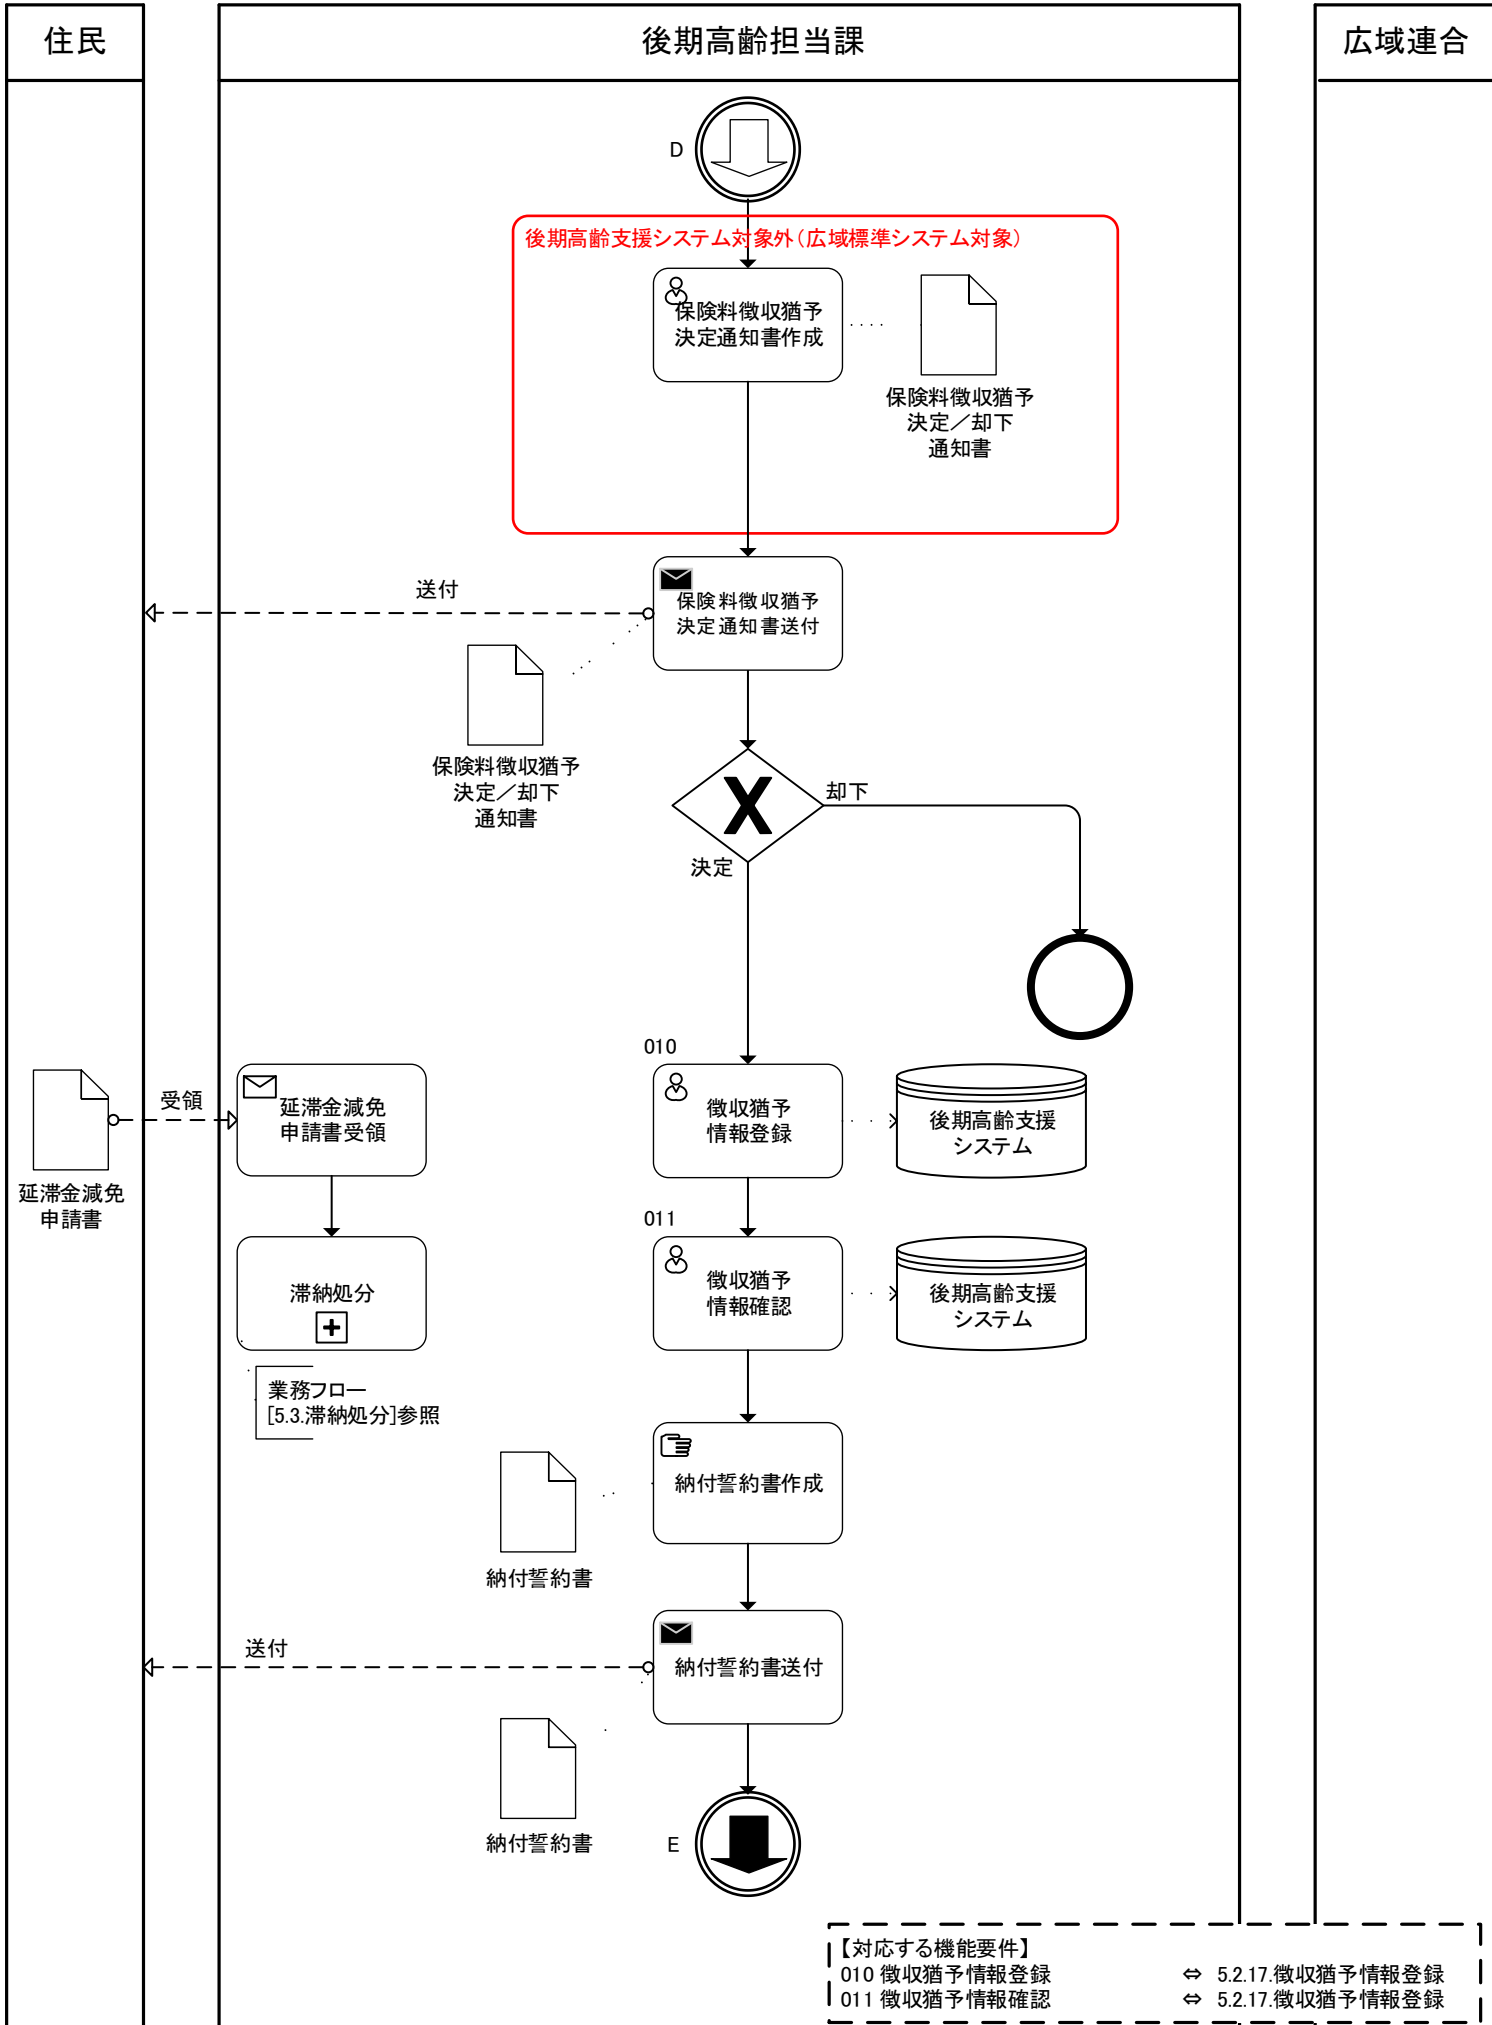 住民
後期高齢担当課
広域連合
D
後期高齢支援システム対象外（広域標準システム対象）
保険料徴収猶予
決定通知書作成
保険料徴収猶予
決定／却下
通知書
送付
保険料徴収猶予
決定通知書送付
保険料徴収猶予
決定／却下
通知書
却下
決定
010
受領
延滞金減免
申請書受領
徴収猶予
情報登録
後期高齢支援
システム
延滞金減免
申請書
011
滞納処分
徴収猶予
情報確認
後期高齢支援
システム
業務フロー
[5.3.滞納処分]参照
納付誓約書作成
納付誓約書
送付
納付誓約書送付
納付誓約書
E
【対応する機能要件】
010 徴収猶予情報登録 ⇔ 5.2.17.徴収猶予情報登録
011 徴収猶予情報確認 ⇔ 5.2.17.徴収猶予情報登録